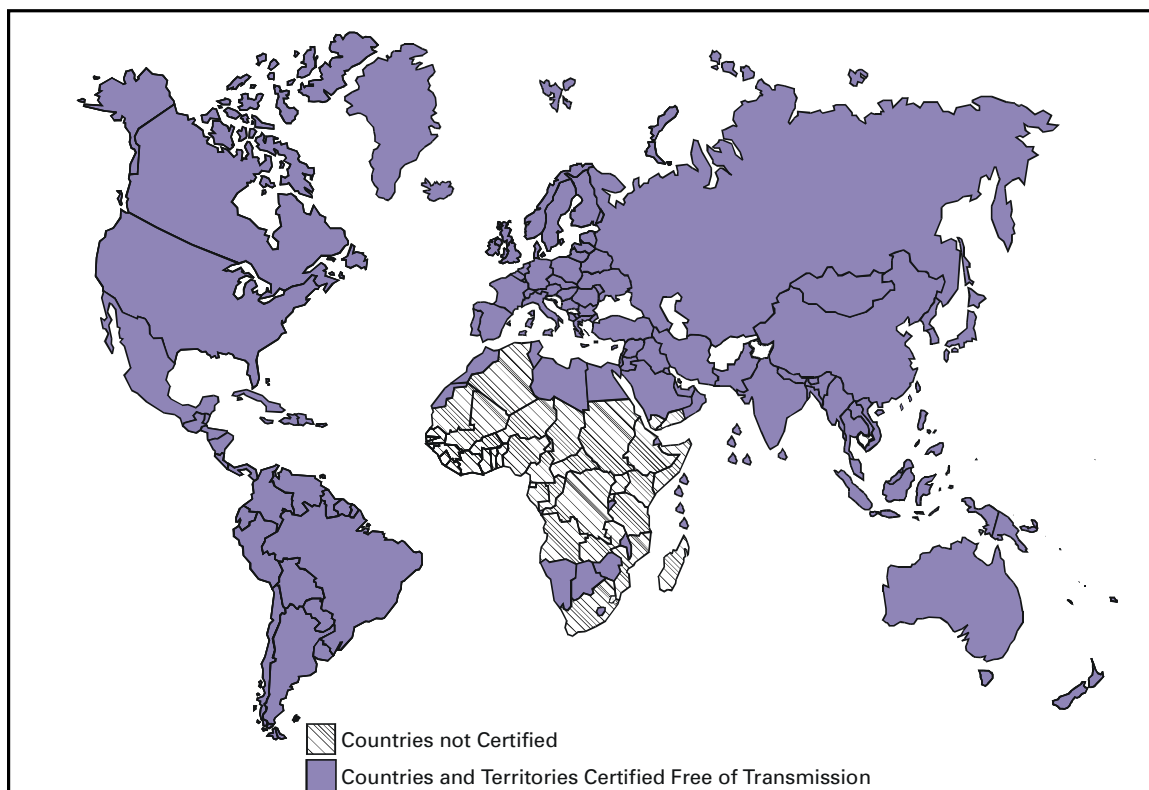 Countries not Certified
Countries and Territories Certified Free of Transmission